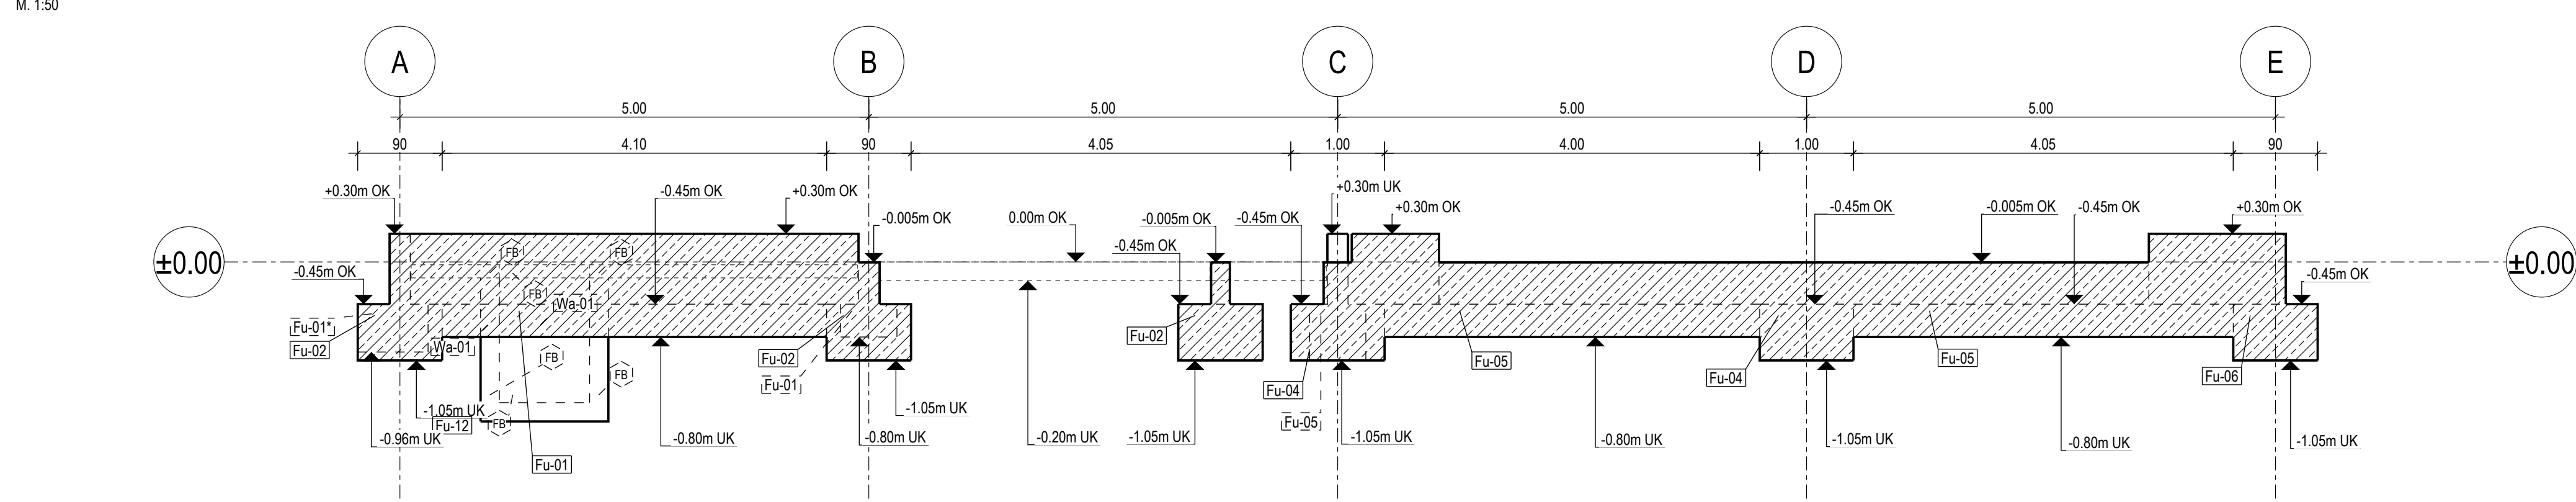 M. 1:50
A
B
C
D
E
5.00
5.00
5.00
5.00
90
4.10
90
4.05
1.00
4.00
1.00
4.05
90
+0.30m OK
-0.45m OK
+0.30m OK
-0.005m OK
0.00m OK
-0.005m OK
-0.45m OK
-0.45m OK
+0.30m UK
+0.30m OK
-0.45m OK
-0.005m OK
-0.45m OK
+0.30m OK
±0.00
-0.45m OK
-0.45m OK
±0.00
FB
FB
FB
Wa-01
Fu-01*
Fu-02
Wa-01
FB
FB
Fu-02
Fu-01
Fu-02
Fu-04
Fu-05
Fu-05
Fu-04
Fu-05
Fu-06
-1.05m UK
Fu-12
FB
-0.96m UK
-0.80m UK
-0.80m UK
-1.05m UK
-0.20m UK
-1.05m UK
-1.05m UK
-0.80m UK
-1.05m UK
-0.80m UK
-1.05m UK
Fu-01